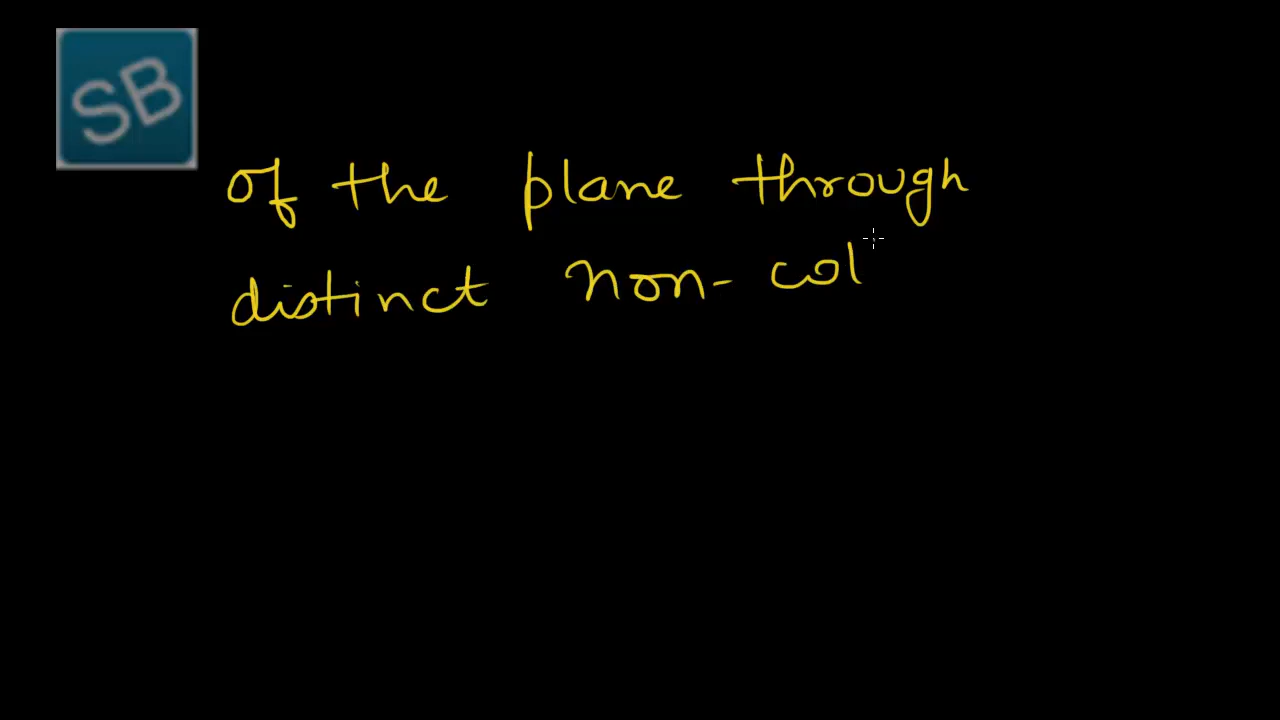 SB
of the plane through
distinct non-col